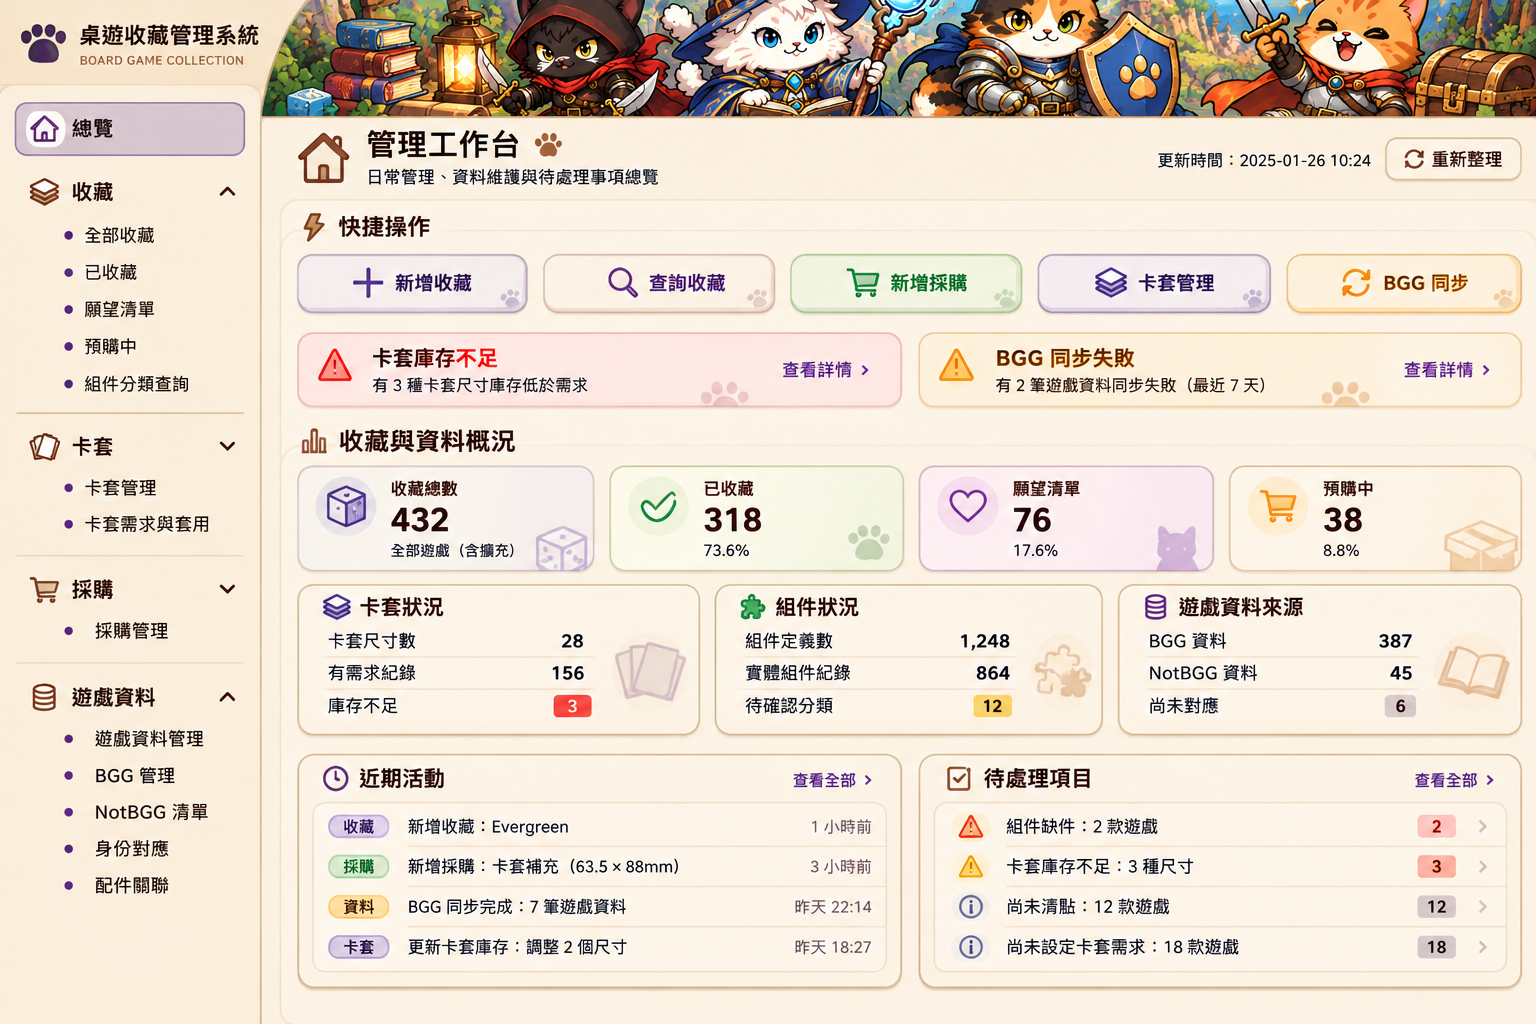 桌遊收藏管理系統
BOARD GAME COLLECTION
總覽
收藏
全部收藏
已收藏
願望清單
預購中
組件分類查詢
卡套
卡套管理
卡套需求與套用
採購
採購管理
遊戲資料
遊戲資料管理
BGG 管理
NotBGG 清單
身份對應
配件關聯
管理工作台
日常管理、資料維護與待處理事項總覽
更新時間：2025-01-26 10:24
重新整理
快捷操作
新增收藏
查詢收藏
新增採購
卡套管理
BGG 同步
卡套庫存不足
有 3 種卡套尺寸庫存低於需求
查看詳情
BGG 同步失敗
有 2 筆遊戲資料同步失敗（最近 7 天）
查看詳情
收藏與資料概況
收藏總數
432
全部遊戲（含擴充）
已收藏
318
73.6%
願望清單
76
17.6%
預購中
38
8.8%
卡套狀況
卡套尺寸數 28
有需求紀錄 156
庫存不足 3
組件狀況
組件定義數 1,248
實體組件紀錄 864
待確認分類 12
遊戲資料來源
BGG 資料 387
NotBGG 資料 45
尚未對應 6
近期活動
查看全部
收藏 新增收藏：Evergreen 1 小時前
採購 新增採購：卡套補充（63.5 × 88mm） 3 小時前
資料 BGG 同步完成：7 筆遊戲資料 昨天 22:14
卡套 更新卡套庫存：調整 2 個尺寸 昨天 18:27
待處理項目
查看全部
組件缺件：2 款遊戲 2
卡套庫存不足：3 種尺寸 3
尚未清點：12 款遊戲 12
尚未設定卡套需求：18 款遊戲 18